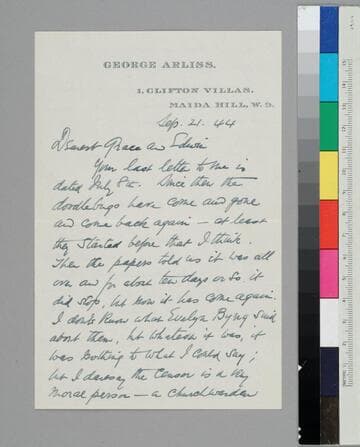 GEORGE ARLISS.
1, CLIFTON VILLAS,
MAIDA HILL, W.9.
Sep. 21. 44
Dearest Grace and Edwin
Your last letter to me is
dated July 8th. Since then the
doodlebugs have come and gone
and come back again – at least
they started before that I think.
Then the papers told us it was all
over and for about ten days or so, it
did stop, but now it has come again.
I don't know what Evelyn Byng said
about them, but whatever it was, it
was nothing to what I could say;
but I daresay the Censor is a very
moral person – a Churchwarden